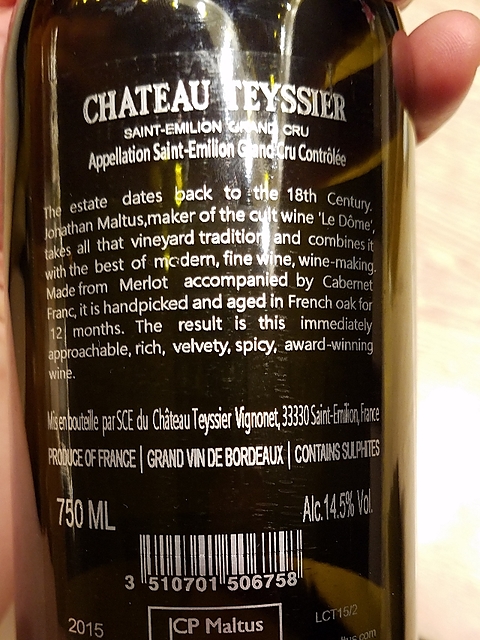 CHATEAU TEYSSIER
SAINT-EMILION GRAND CRU
Appellation Saint-Emilion Grand Cru Contrôlée
The estate dates back to the 18th Century.
Johathan Maltus,maker of the cult wine 'Le Dôme',
takes all that vineyard tradition and combines it
with the best of modern, fine wine, wine-making.
Made from Merlot accompanied by Cabernet
Franc, it is handpicked and aged in French oak for
12 months. The result is this immediately
approachable, rich, velvety, spicy, award-winning
wine.
Mis en bouteille par SCE du Château Teyssier Vignonet, 33330 Saint-Emilion, France
PRODUCE OF FRANCE | GRAND VIN DE BORDEAUX | CONTAINS SULPHITES
750 ML
Alc.14.5% Vol.
3 510701 506758
2015
JCP Maltus
LCT15/2